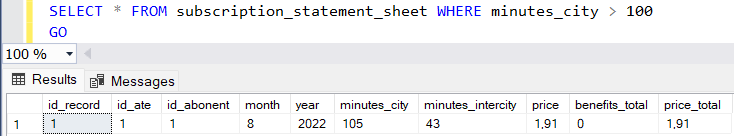 SELECT * FROM subscription_statement_sheet WHERE minutes_city > 100
GO
100 %
Results Messages
id_record id_ate id_abonent month year minutes_city minutes_intercity price benefits_total price_total
1 1 1 1 8 2022 105 43 1,91 0 1,91